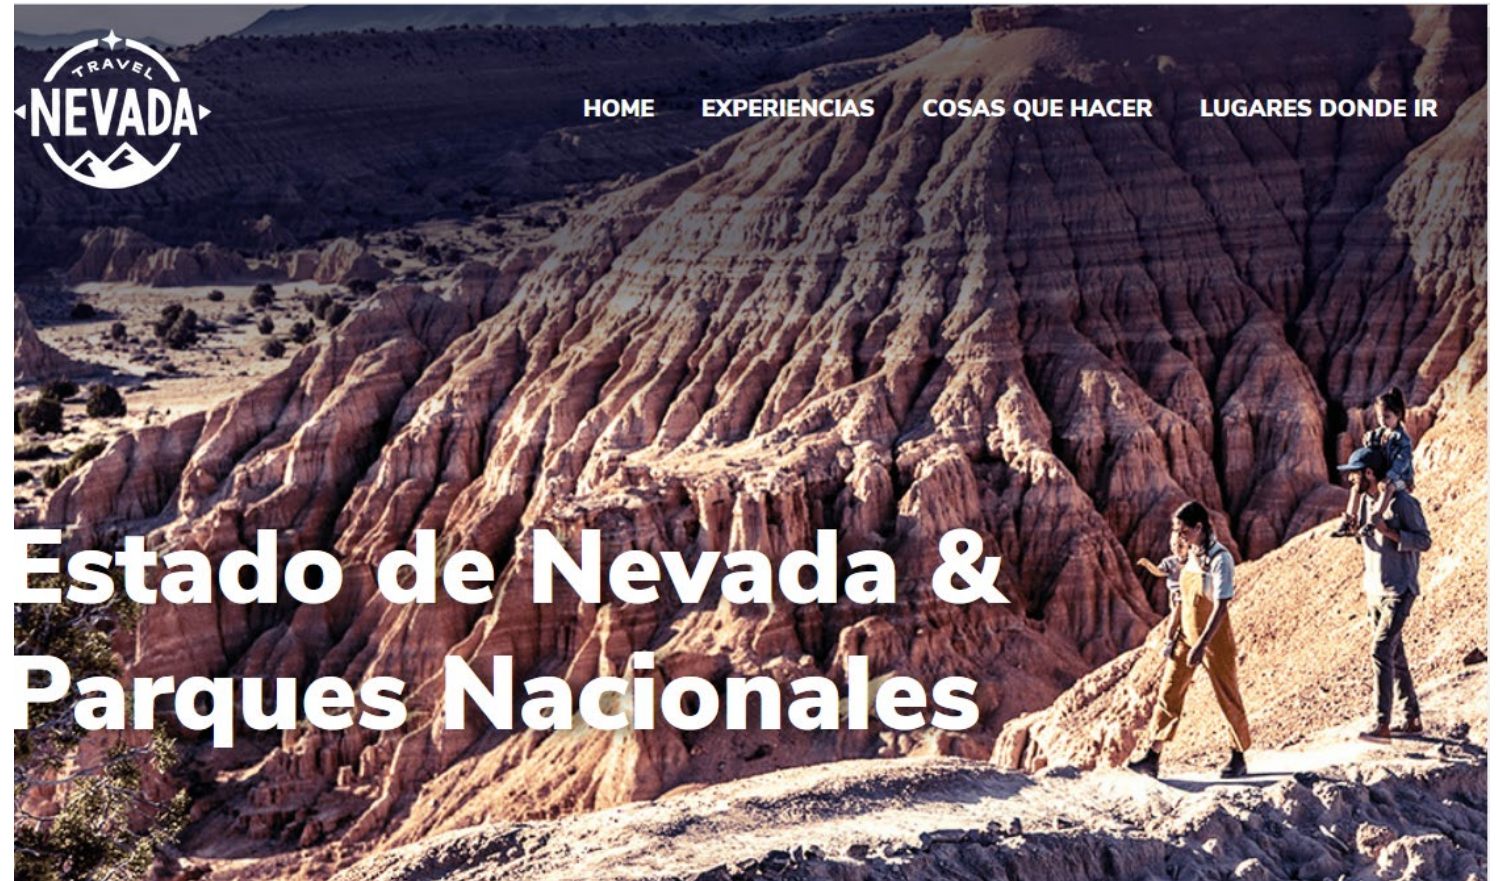 TRAVEL
NEVADA
HOME EXPERIENCIAS COSAS QUE HACER LUGARES DONDE IR
Estado de Nevada &
Parques Nacionales